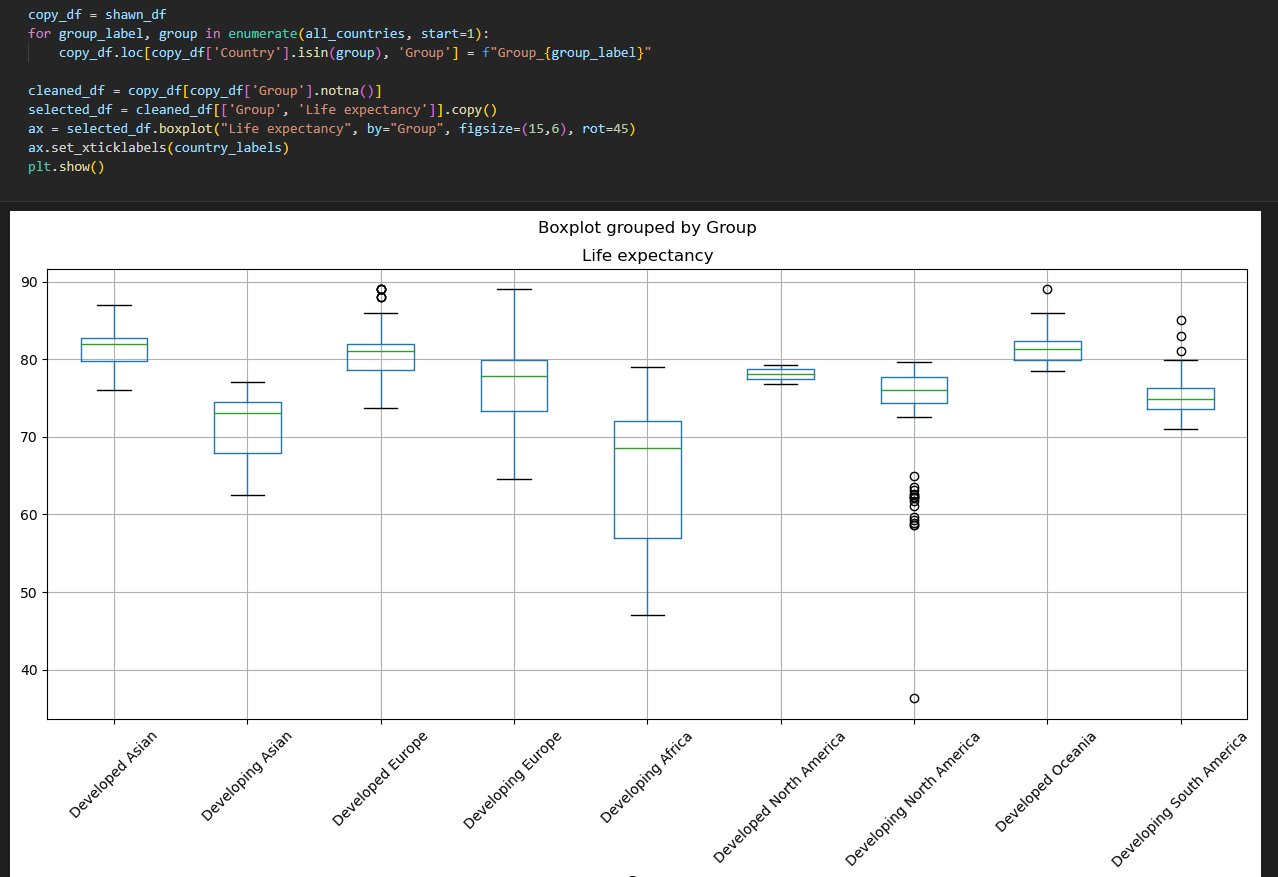 copy_df = shawn_df
for group_label, group in enumerate(all_countries, start=1):
    copy_df.loc[copy_df['Country'].isin(group), 'Group'] = f"Group_{group_label}"
cleaned_df = copy_df[copy_df['Group'].notna()]
selected_df = cleaned_df[['Group', 'Life expectancy']].copy()
ax = selected_df.boxplot("Life expectancy", by="Group", figsize=(15,6), rot=45)
ax.set_xticklabels(country_labels)
plt.show()
Boxplot grouped by Group
Life expectancy
90
80
70
60
50
40
Developed Asian
Developing Asian
Developed Europe
Developing Europe
Developing Africa
Developed North America
Developing North America
Developed Oceania
Developing South America